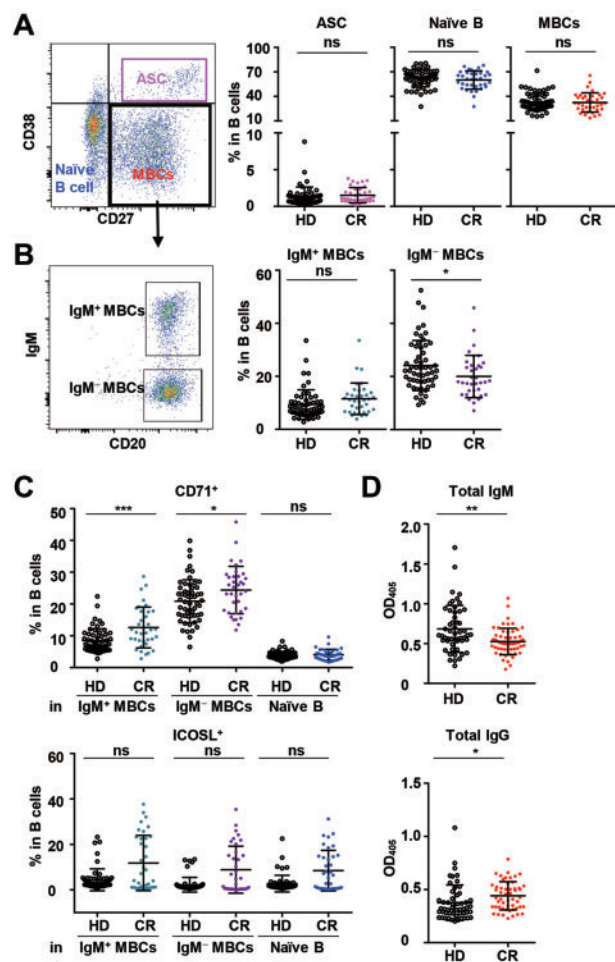 A
CD38
ASC
Naïve
B cell
MBCs
CD27
ASC
Naïve B
MBCs
ns
ns
ns
% in B cells
100
80
60
40
20
10
5
0
HD CR
HD CR
HD CR
B
IgM
IgM+ MBCs
IgM− MBCs
CD20
IgM+ MBCs
IgM− MBCs
ns
*
% in B cells
60
40
20
0
HD CR
HD CR
C
CD71+
***
*
ns
% in B cells
50
40
30
20
10
0
HD CR HD CR HD CR
in IgM+ MBCs IgM− MBCs Naïve B
ICOSL+
ns
ns
ns
% in B cells
60
40
20
0
HD CR HD CR HD CR
in IgM+ MBCs IgM− MBCs Naïve B
D
Total IgM
**
OD405
2.0
1.5
1.0
0.5
0
HD CR
Total IgG
*
OD405
1.5
1.0
0.5
0
HD CR